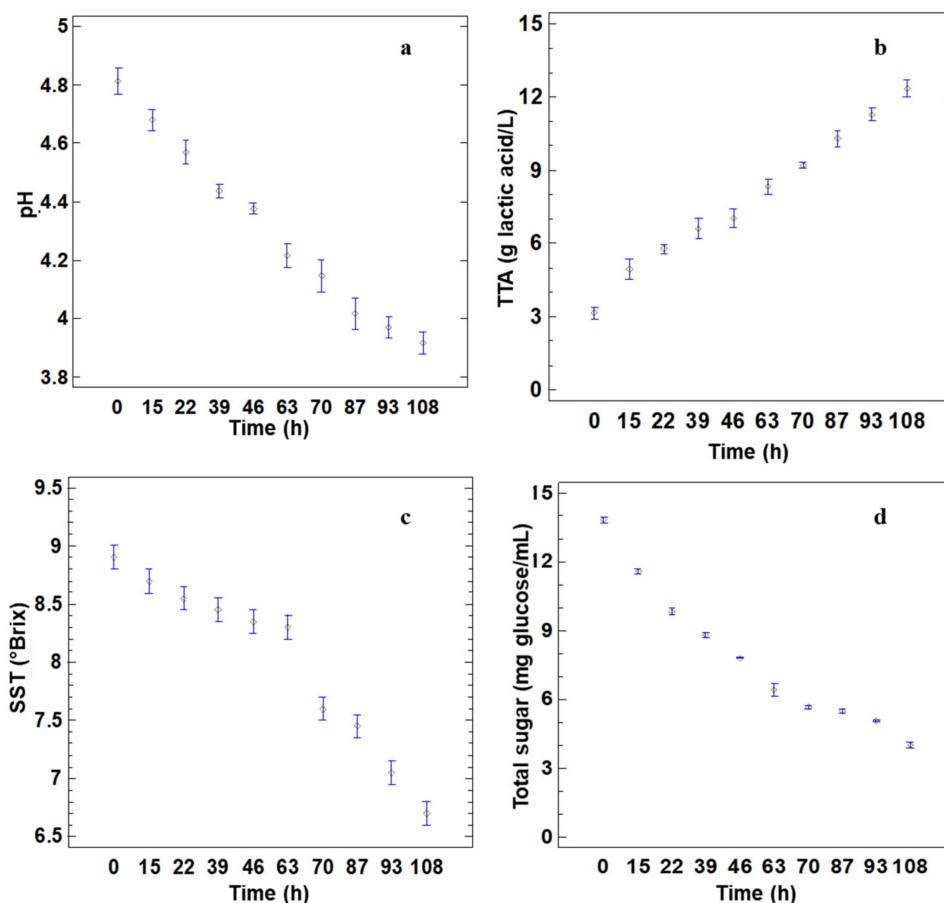 a
pH
5
4.8
4.6
4.4
4.2
4
3.8
0 15 22 39 46 63 70 87 93 108
Time (h)
b
TTA (g lactic acid/L)
15
12
9
6
3
0
0 15 22 39 46 63 70 87 93 108
Time (h)
c
SST (°Brix)
9.5
9
8.5
8
7.5
7
6.5
0 15 22 39 46 63 70 87 93 108
Time (h)
d
Total sugar (mg glucose/mL)
15
12
9
6
3
0
0 15 22 39 46 63 70 87 93 108
Time (h)